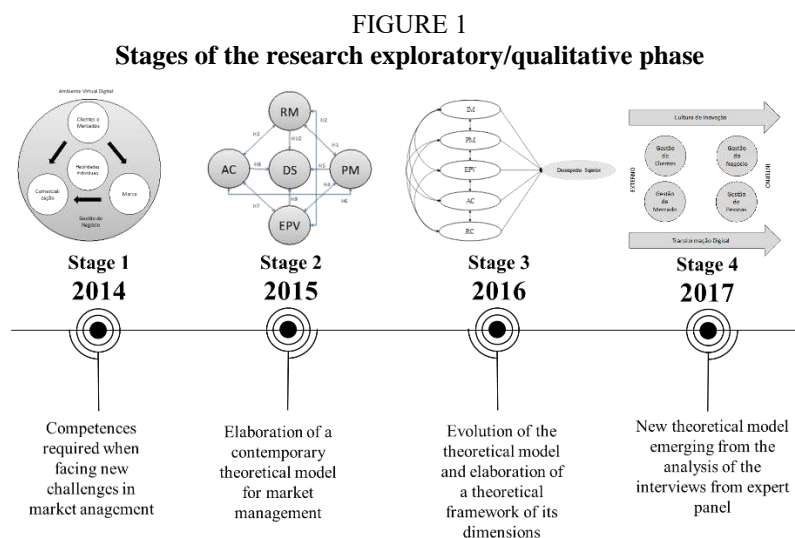 FIGURE 1
Stages of the research exploratory/qualitative phase
Ambiente Virtual Digital
Clientes e
Mercados
Habilidades
Individuais
Comerciali
zação
Marca
Gestão do
Negócio
RM
AC
DS
PM
EPV
H3
H2
H1
H10
H8
H5
H4
H7
H9
H6
IM
PM
EPV
AC
RC
Desempenho Superior
Cultura de Inovação
EXTERNO
Gestão
de
Clientes
Gestão
do
Negócio
Gestão
de
Mercado
Gestão
de
Pessoas
INTERNO
Transformação Digital
Stage 1
2014
Stage 2
2015
Stage 3
2016
Stage 4
2017
Competences
required when
facing new
challenges in
market anagement
Elaboration of a
contemporary
theoretical model
for market
management
Evolution of the
theoretical model
and elaboration of
a theoretical
framework of its
dimensions
New theoretical model
emerging from the
analysis of the
interviews from expert
panel